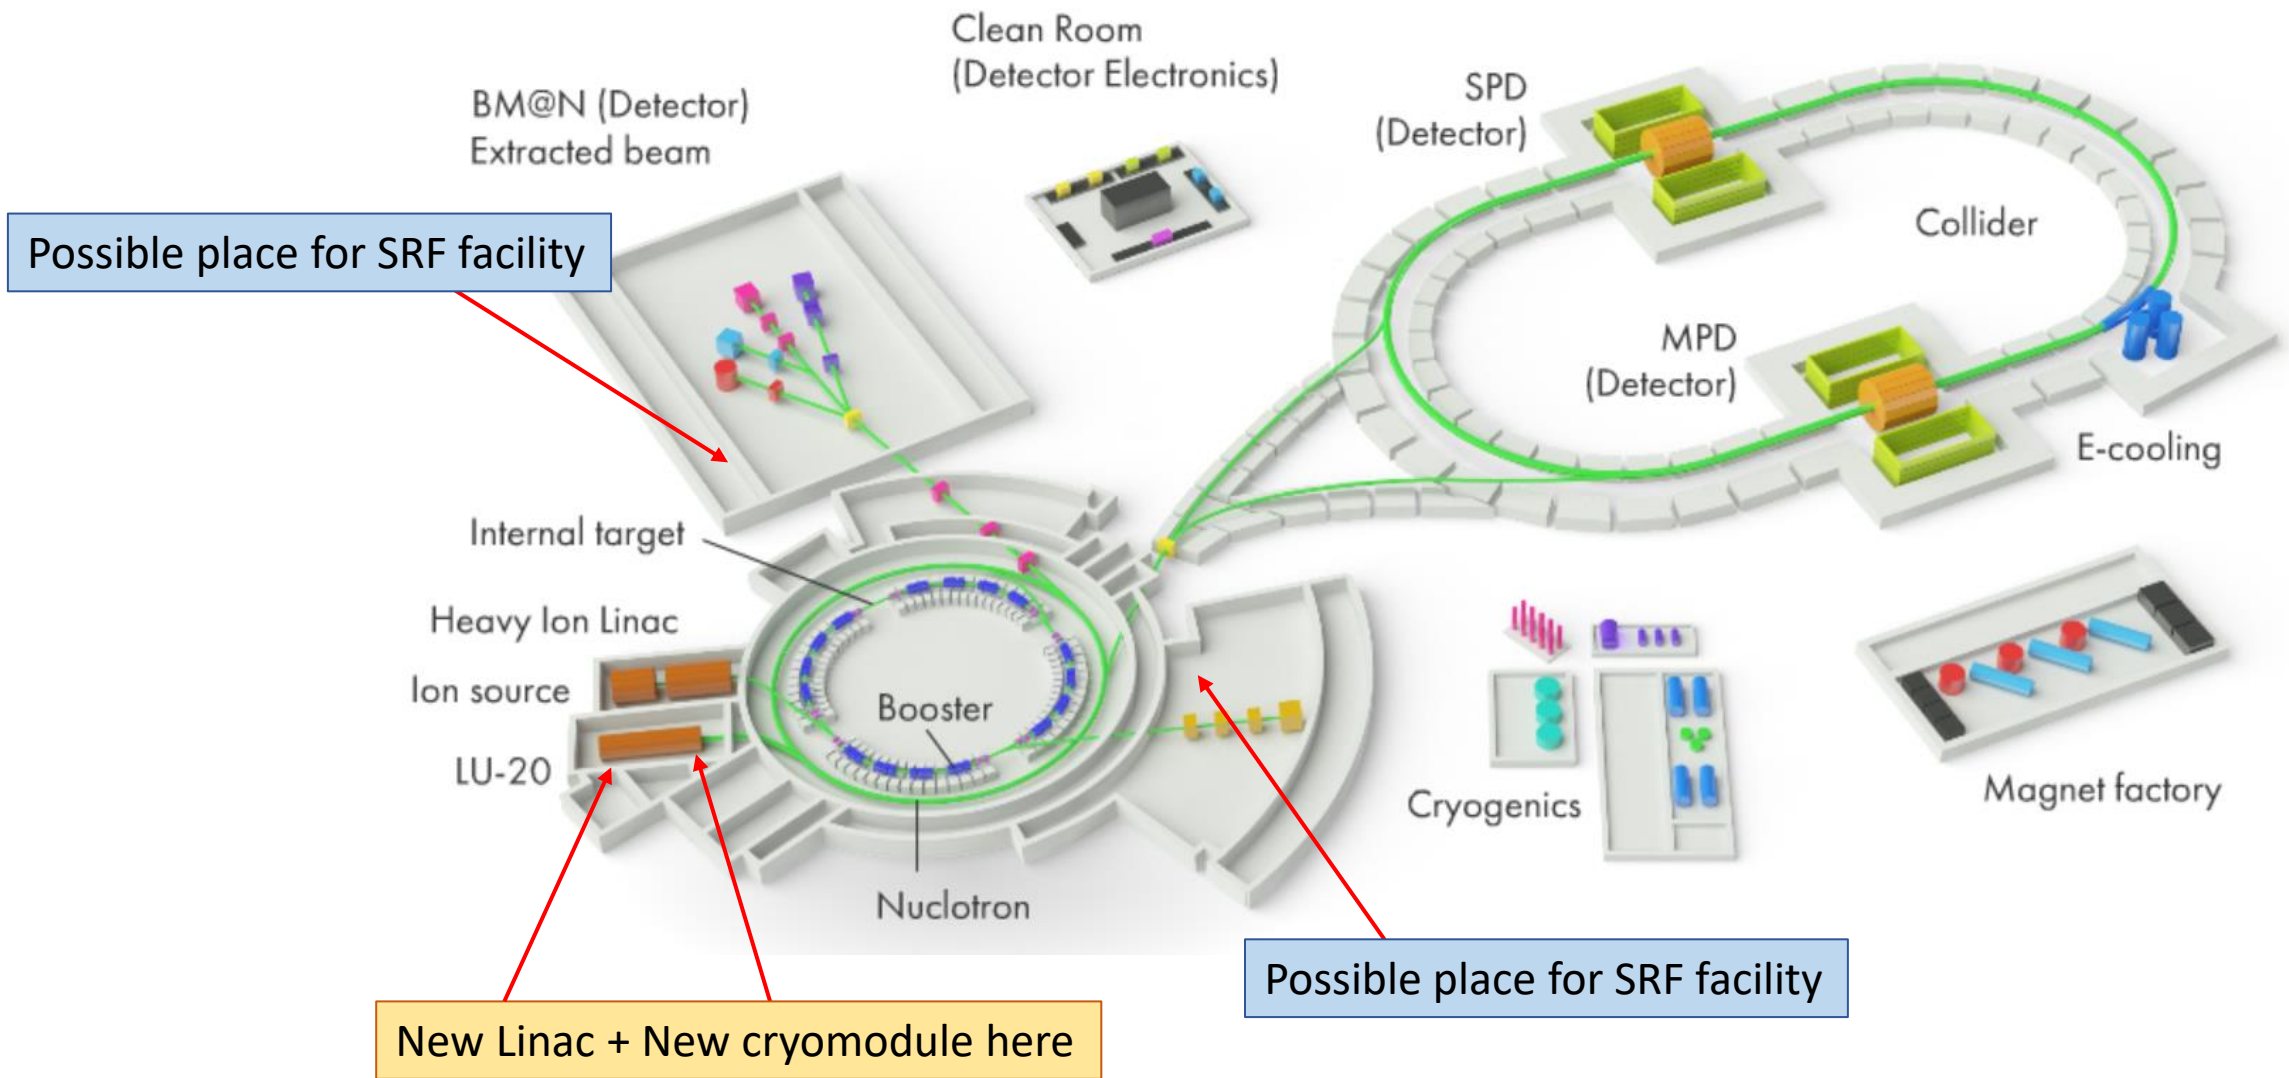 Clean Room
(Detector Electronics)
BM@N (Detector)
Extracted beam
SPD
(Detector)
Possible place for SRF facility
Collider
MPD
(Detector)
E-cooling
Internal target
Heavy Ion Linac
Ion source
Booster
LU-20
Cryogenics
Magnet factory
Nuclotron
Possible place for SRF facility
New Linac + New cryomodule here